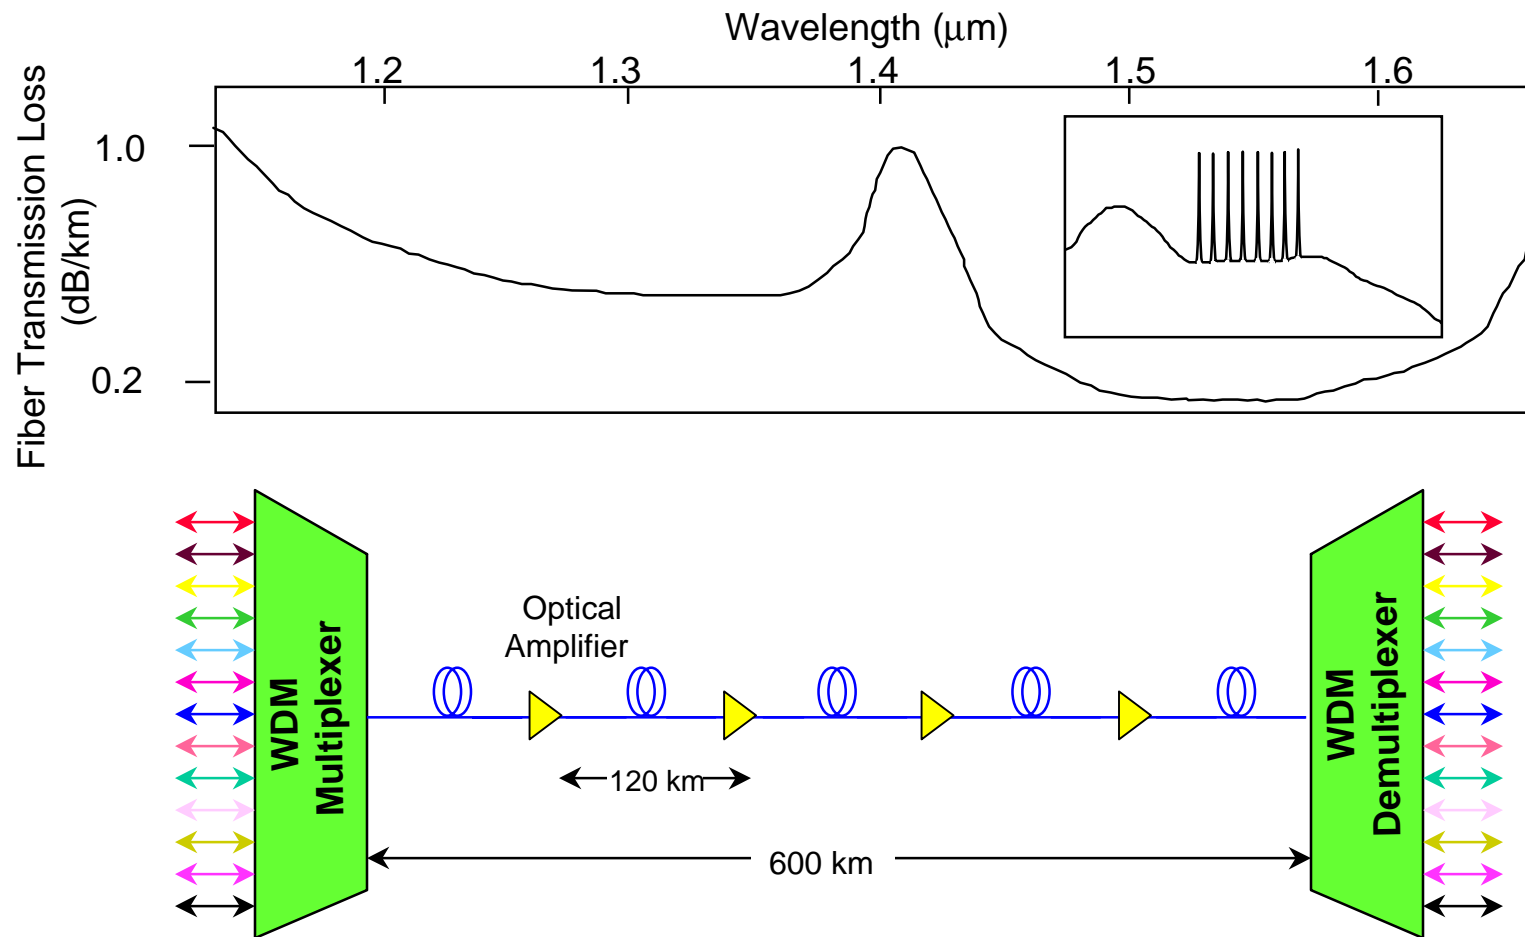 Wavelength (μm)
1.2 1.3 1.4 1.5 1.6
Fiber Transmission Loss
(dB/km)
1.0
0.2
Optical
Amplifier
WDM
Multiplexer
WDM
Demultiplexer
120 km
600 km